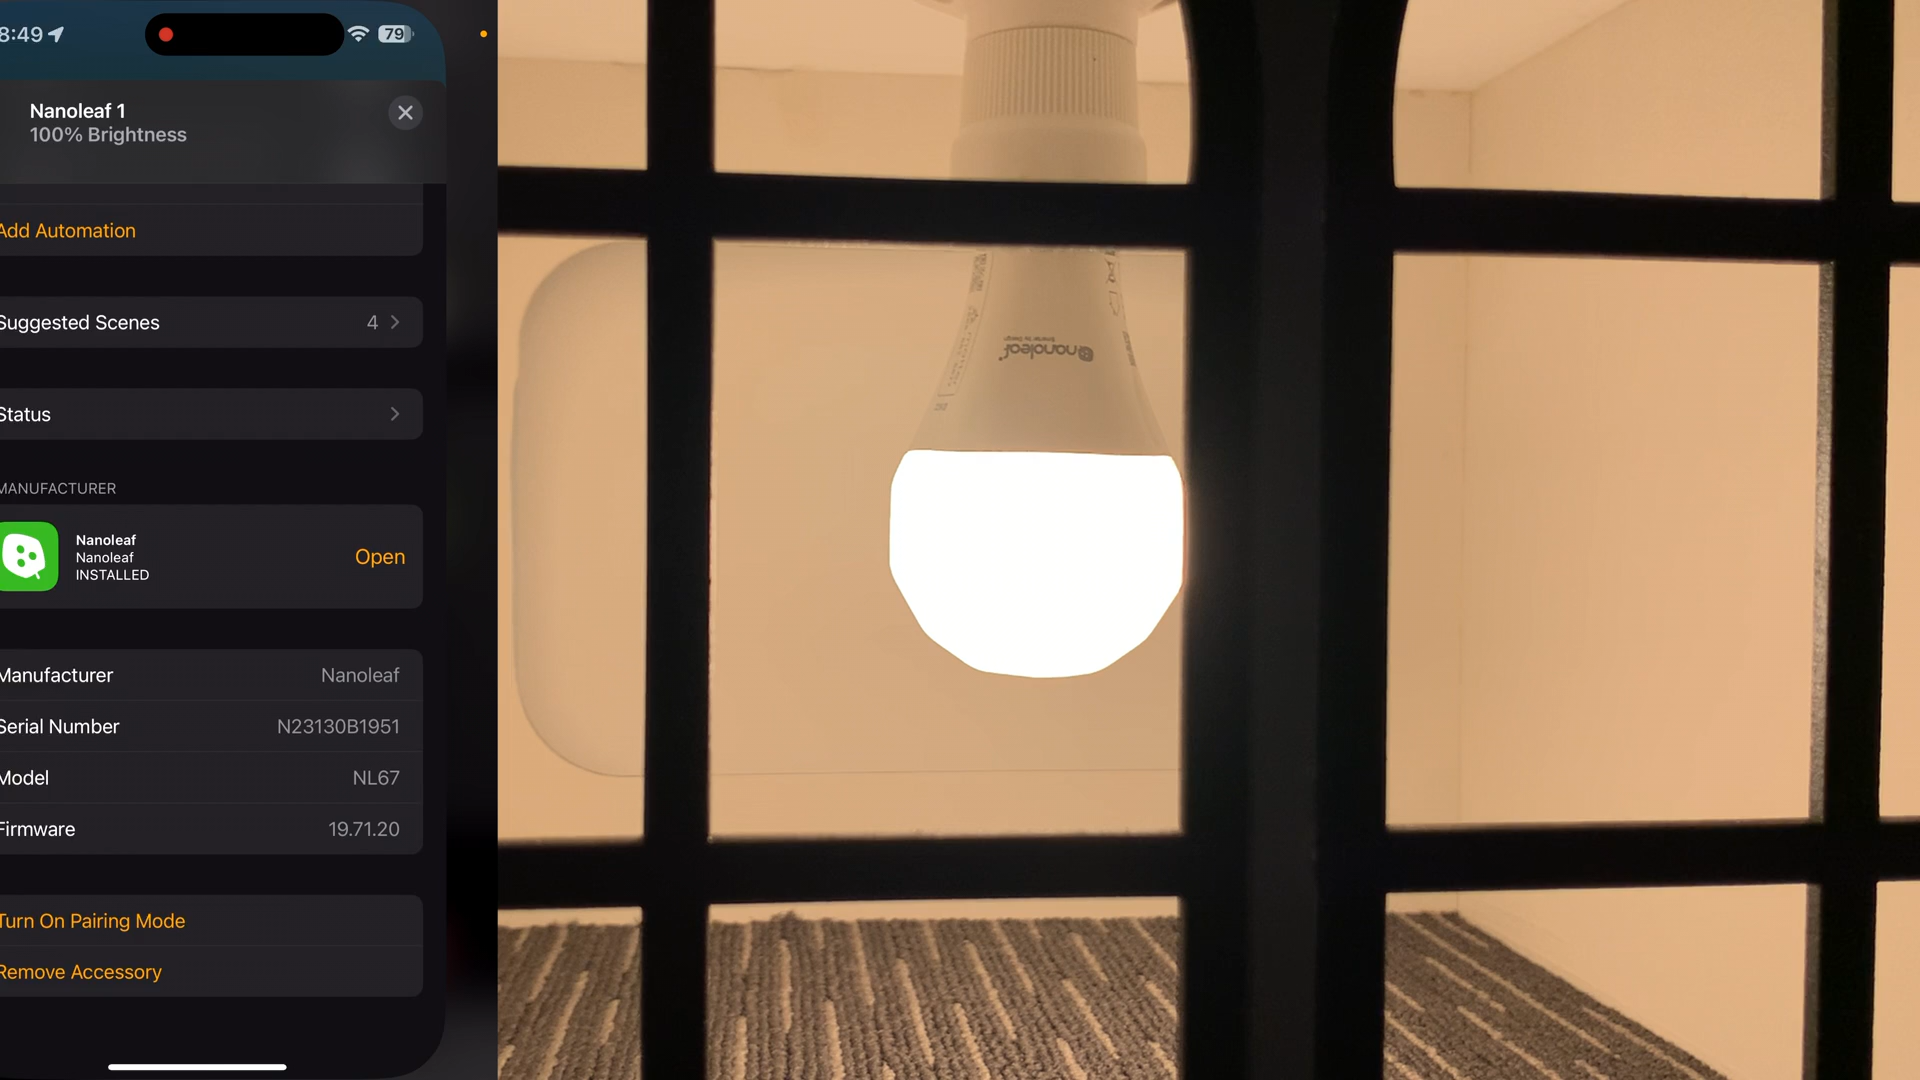 8:49
79
Nanoleaf 1
100% Brightness
Add Automation
Suggested Scenes
4
Status
MANUFACTURER
Nanoleaf
Nanoleaf
INSTALLED
Open
Manufacturer
Nanoleaf
Serial Number
N23130B1951
Model
NL67
Firmware
19.71.20
Turn On Pairing Mode
Remove Accessory
nanoleaf